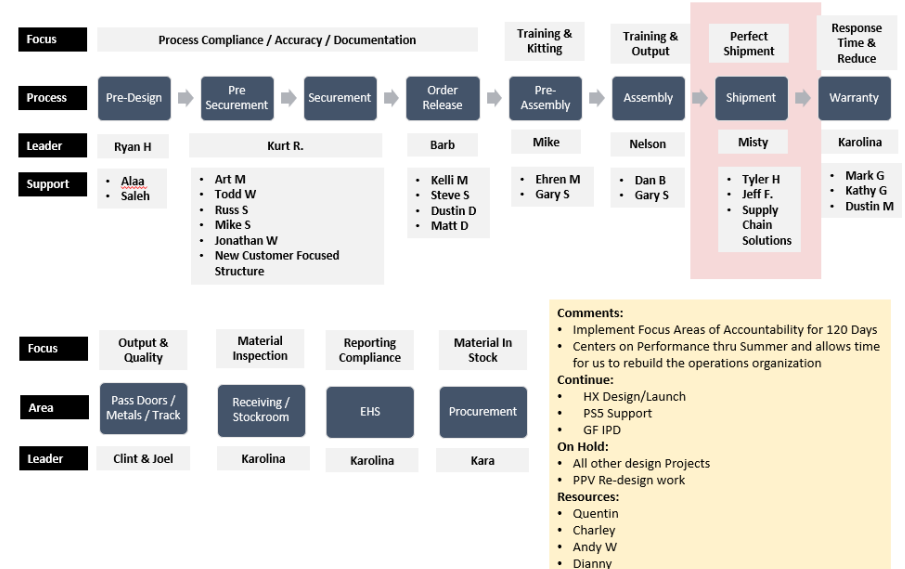 Focus
Process Compliance / Accuracy / Documentation
Training &
Kitting
Training &
Output
Perfect
Shipment
Response
Time &
Reduce
Process
Pre-Design
Pre
Securement
Securement
Order
Release
Pre-
Assembly
Assembly
Shipment
Warranty
Leader
Ryan H
Kurt R.
Barb
Mike
Nelson
Misty
Karolina
Support
• Alaa
• Saleh
• Art M
• Todd W
• Russ S
• Mike S
• Jonathan W
• New Customer Focused
Structure
• Kelli M
• Steve S
• Dustin D
• Matt D
• Ehren M
• Gary S
• Dan B
• Gary S
• Tyler H
• Jeff F.
• Supply
Chain
Solutions
• Mark G
• Kathy G
• Dustin M
Focus
Output &
Quality
Material
Inspection
Reporting
Compliance
Material In
Stock
Area
Pass Doors /
Metals / Track
Receiving /
Stockroom
EHS
Procurement
Leader
Clint & Joel
Karolina
Karolina
Kara
Comments:
• Implement Focus Areas of Accountability for 120 Days
• Centers on Performance thru Summer and allows time
for us to rebuild the operations organization
Continue:
• HX Design/Launch
• PS5 Support
• GF IPD
On Hold:
• All other design Projects
• PPV Re-design work
Resources:
• Quentin
• Charley
• Andy W
• Dianny